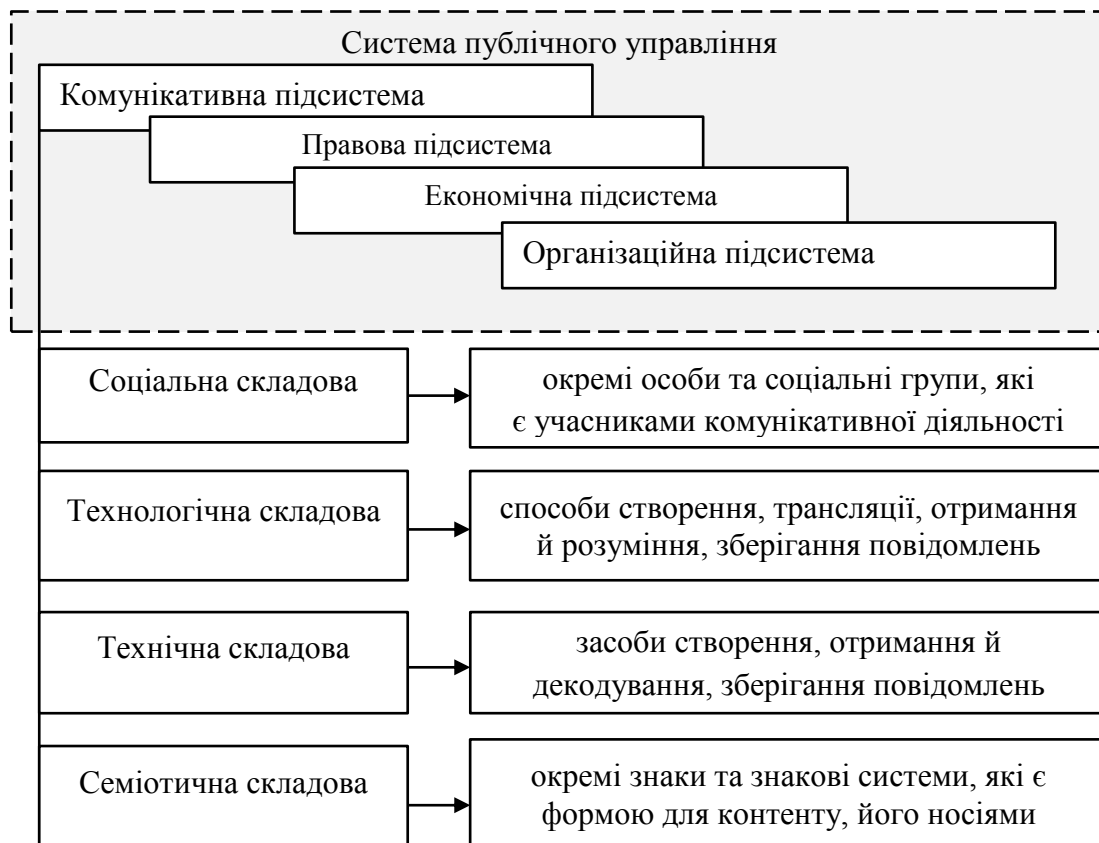 Система публічного управління
Комунікативна підсистема
Правова підсистема
Економічна підсистема
Організаційна підсистема
Соціальна складова
окремі особи та соціальні групи, які
є учасниками комунікативної діяльності
Технологічна складова
способи створення, трансляції, отримання
й розуміння, зберігання повідомлень
Технічна складова
засоби створення, отримання й
декодування, зберігання повідомлень
Семіотична складова
окремі знаки та знакові системи, які є
формою для контенту, його носіями